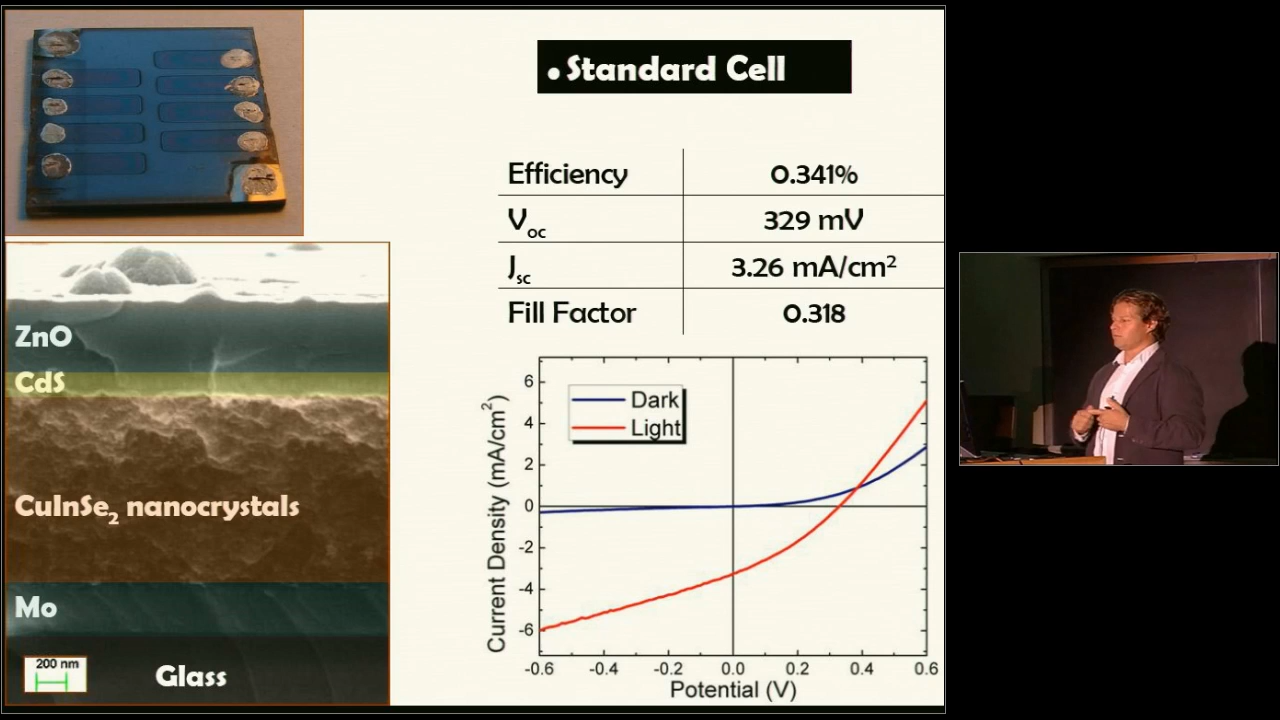 • Standard Cell
Efficiency 0.341%
Voc 329 mV
Jsc 3.26 mA/cm²
Fill Factor 0.318
ZnO
CdS
CuInSe₂ nanocrystals
Mo
200 nm
Glass
Dark
Light
Current Density (mA/cm²)
6
4
2
0
-2
-4
-6
-0.6 -0.4 -0.2 0.0 0.2 0.4 0.6
Potential (V)